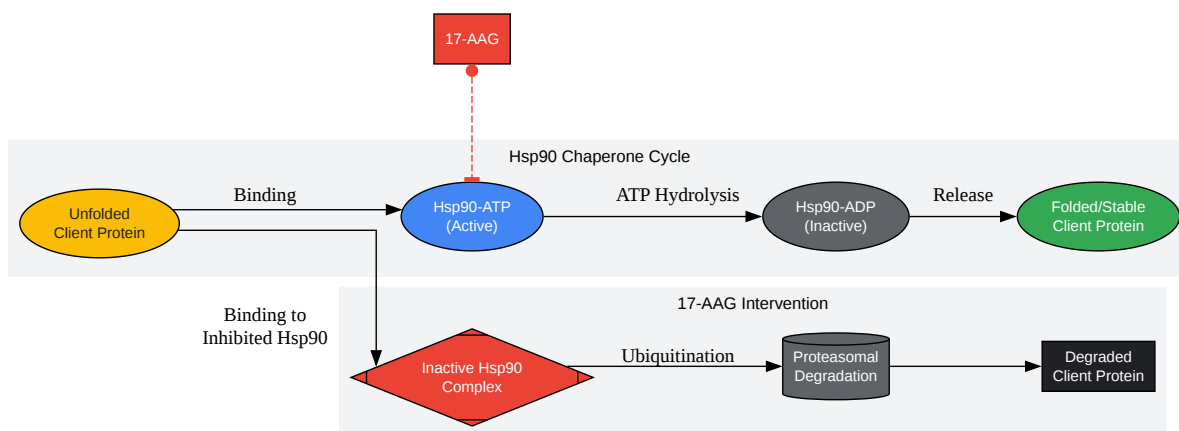 17-AAG
Hsp90 Chaperone Cycle
Unfolded
Client Protein
Binding
Hsp90-ATP
(Active)
ATP Hydrolysis
Hsp90-ADP
(Inactive)
Release
Folded/Stable
Client Protein
Binding to
Inhibited Hsp90
17-AAG Intervention
Inactive Hsp90
Complex
Ubiquitination
Proteasomal
Degradation
Degraded
Client Protein